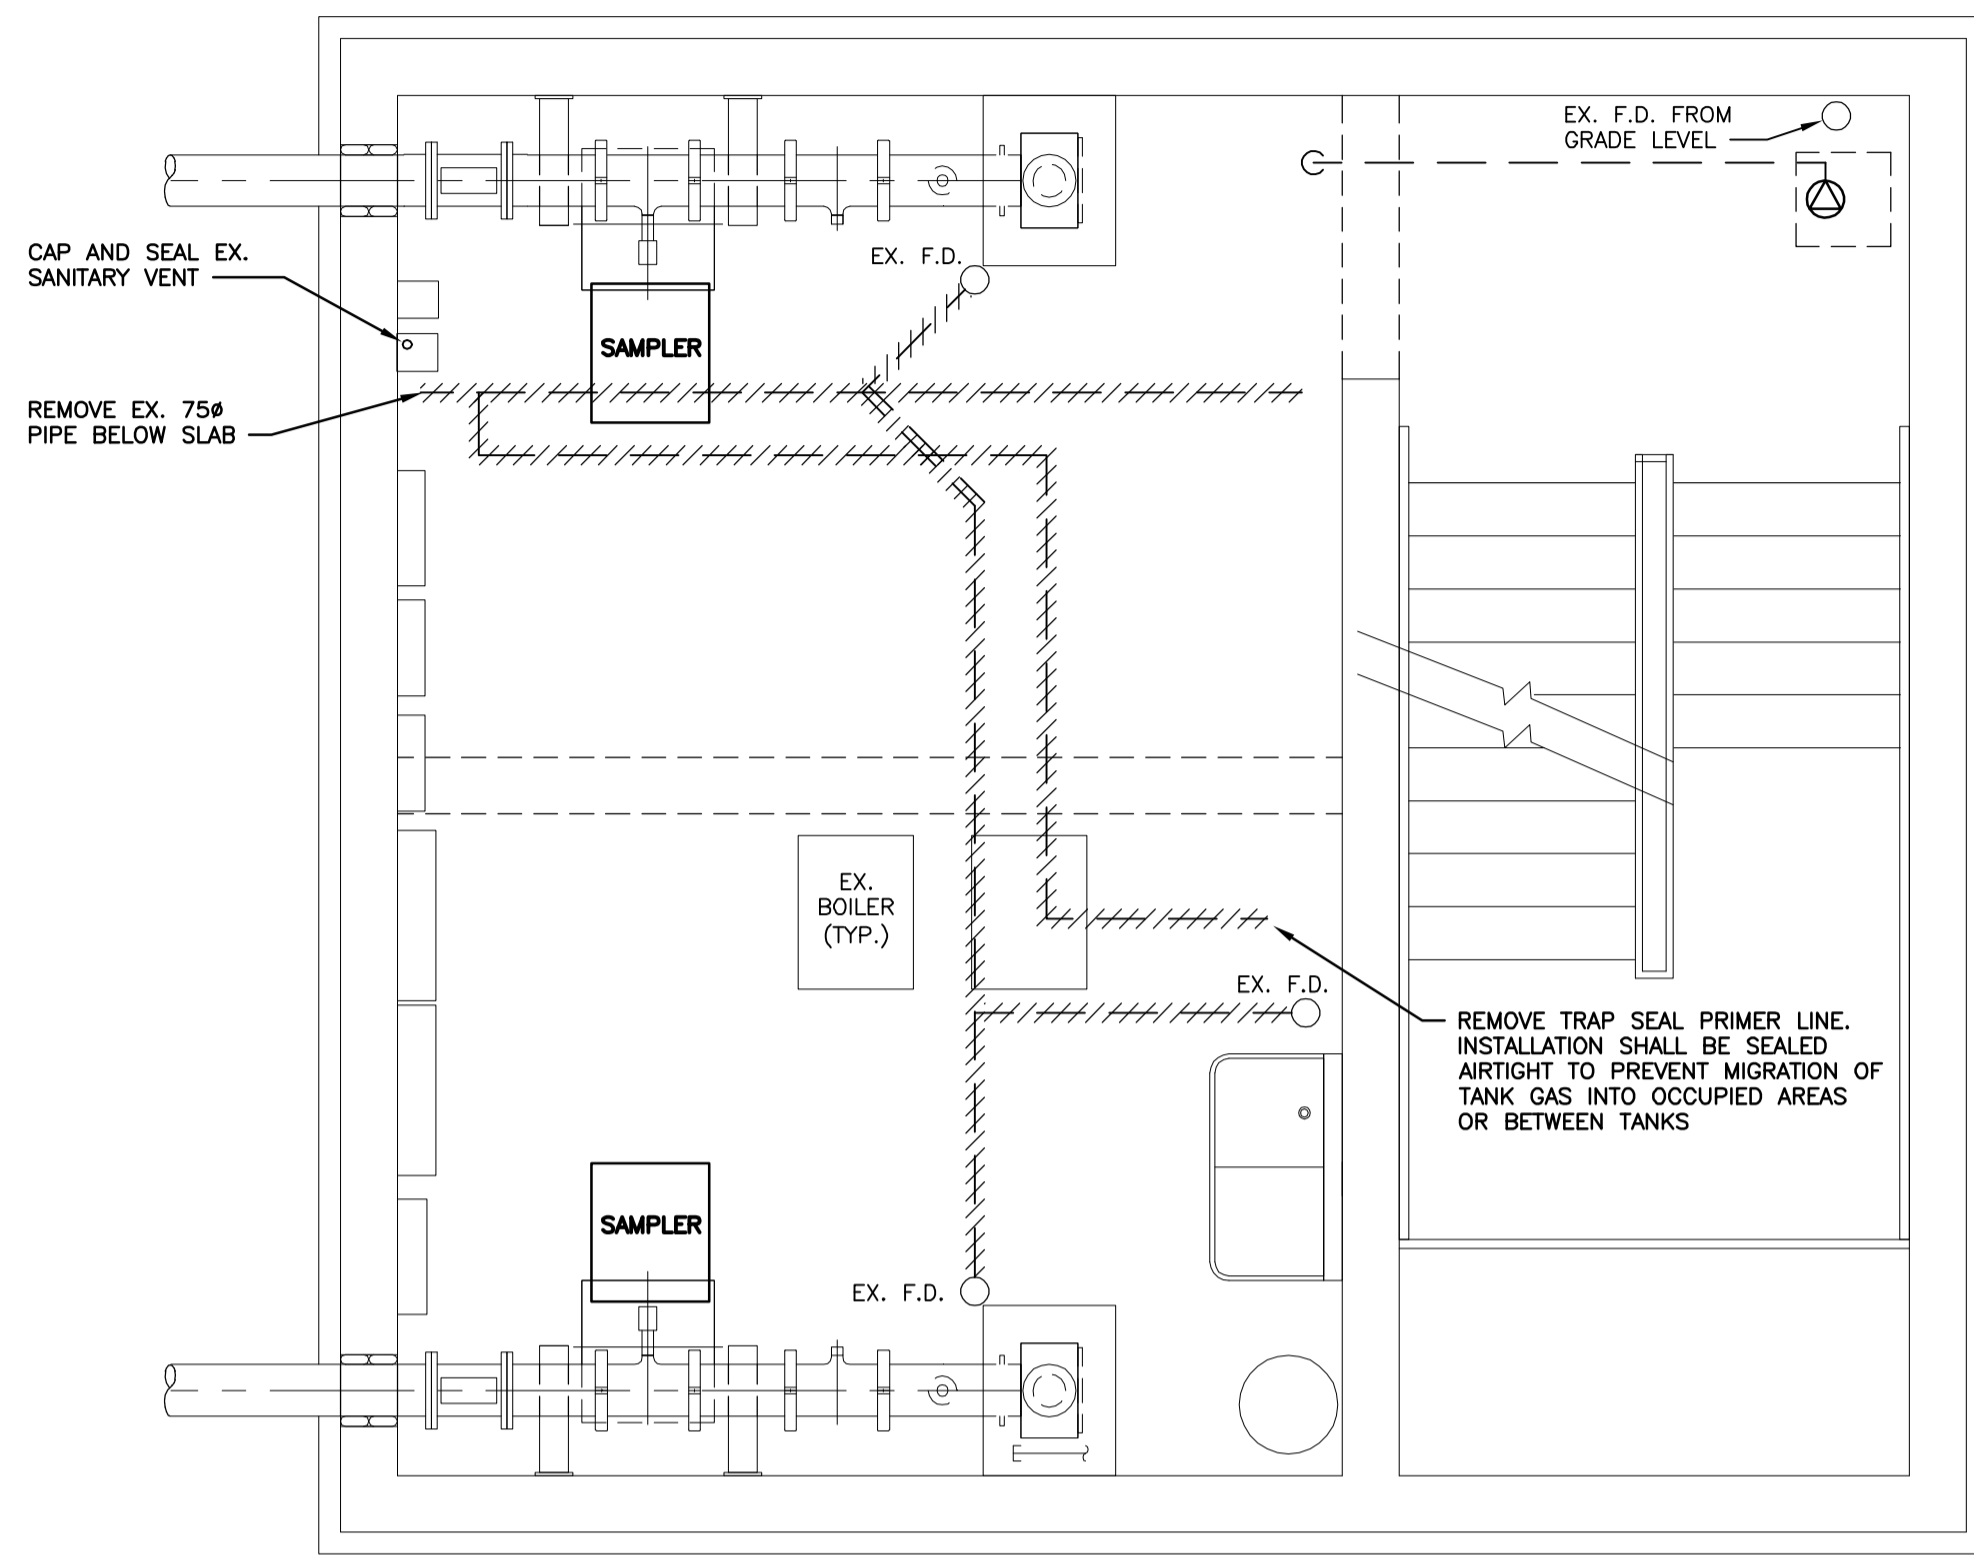 EX. F.D. FROM
GRADE LEVEL
CAP AND SEAL EX.
SANITARY VENT
EX. F.D.
SAMPLER
REMOVE EX. 75ø
PIPE BELOW SLAB
EX.
BOILER
(TYP.)
EX. F.D.
REMOVE TRAP SEAL PRIMER LINE.
INSTALLATION SHALL BE SEALED
AIRTIGHT TO PREVENT MIGRATION OF
TANK GAS INTO OCCUPIED AREAS
OR BETWEEN TANKS
SAMPLER
EX. F.D.